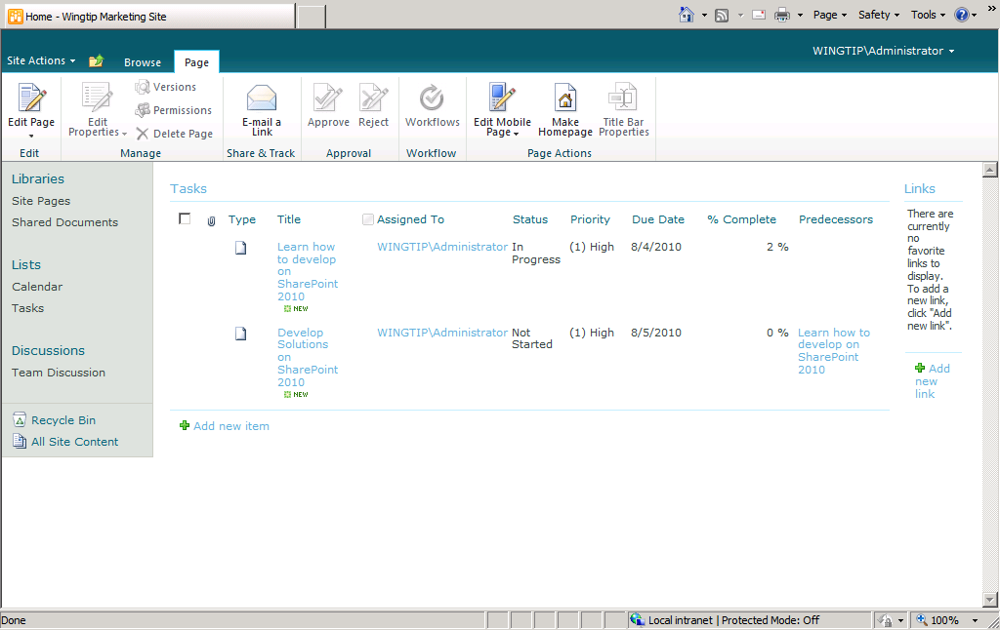 Home - Wingtip Marketing Site
Page
Safety
Tools
Site Actions
Browse
Page
WINGTIP\Administrator
Edit Page
Edit Properties
Versions
Permissions
Delete Page
E-mail a Link
Approve
Reject
Workflows
Edit Mobile Page
Make Homepage
Title Bar Properties
Edit
Manage
Share & Track
Approval
Workflow
Page Actions
Libraries
Site Pages
Shared Documents
Lists
Calendar
Tasks
Discussions
Team Discussion
Recycle Bin
All Site Content
Tasks
Type Title Assigned To Status Priority Due Date % Complete Predecessors
Learn how
to develop
on
SharePoint
2010
NEW
WINGTIP\Administrator
In
Progress
(1) High
8/4/2010
2 %
Develop
Solutions
on
SharePoint
2010
NEW
WINGTIP\Administrator
Not
Started
(1) High
8/5/2010
0 %
Learn how to
develop on
SharePoint
2010
Add new item
Links
There are
currently
no
favorite
links to
display.
To add a
new link,
click "Add
new link".
Add
new
link
Done
Local intranet | Protected Mode: Off
100%